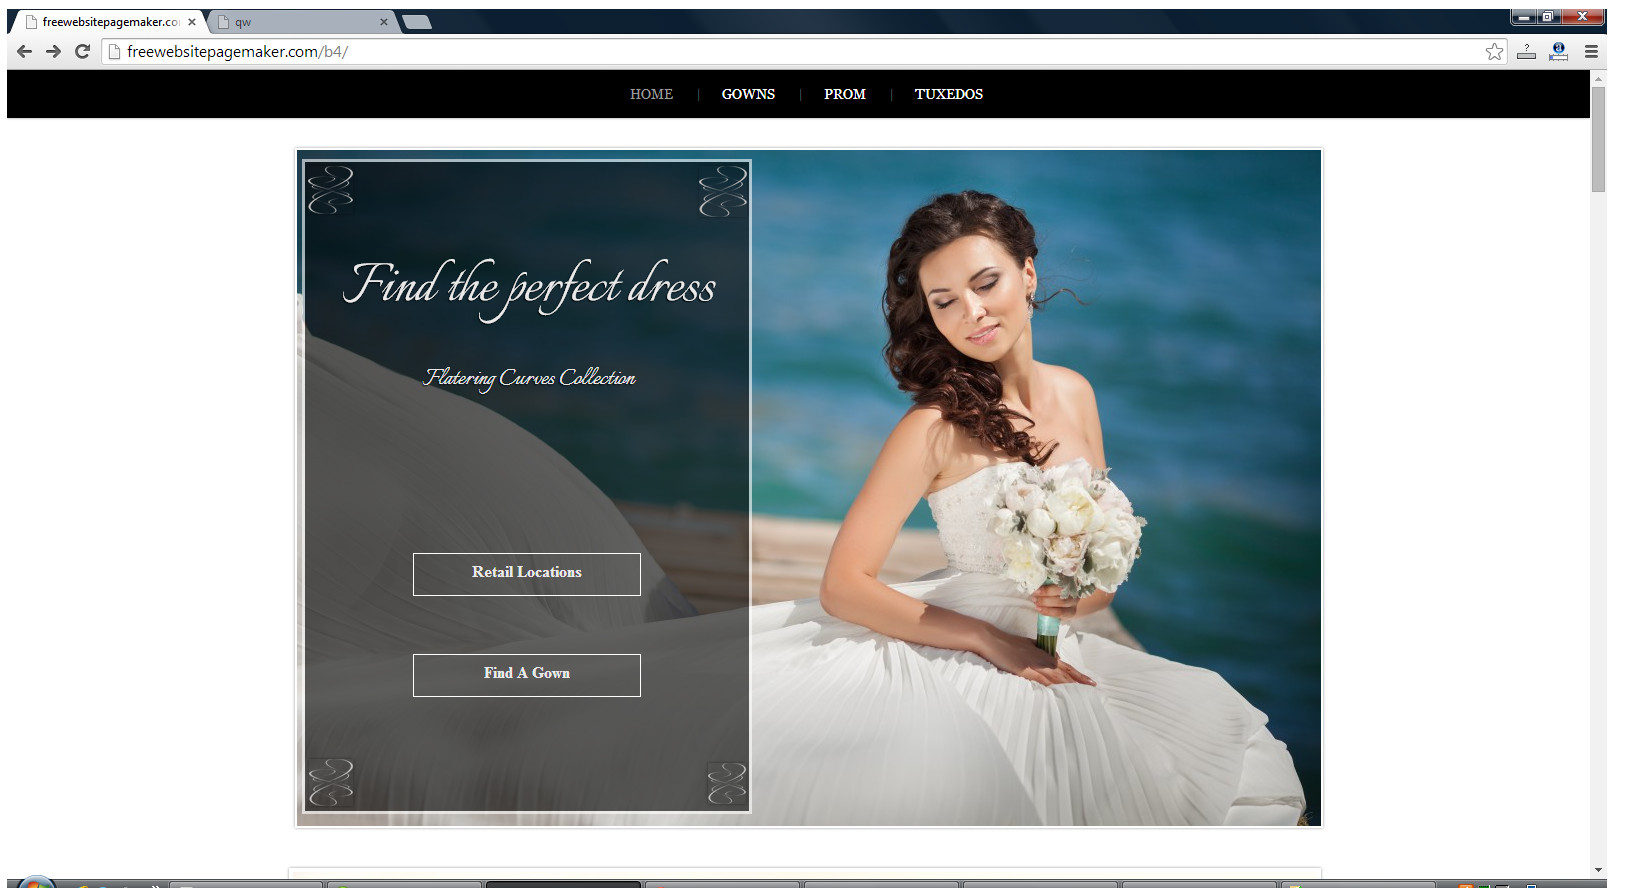 freewebsitepagemaker.co
qw
freewebsitepagemaker.com/b4/
HOME
GOWNS
PROM
TUXEDOS
Find the perfect dress
Flatering Curves Collection
Retail Locations
Find A Gown